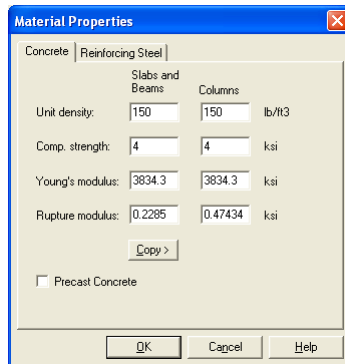 Material Properties
Concrete Reinforcing Steel
Slabs and Beams Columns
Unit density: 150 150 lb/ft3
Comp. strength: 4 4 ksi
Young's modulus: 3834.3 3834.3 ksi
Rupture modulus: 0.2285 0.47434 ksi
Copy >
Precast Concrete
OK Cancel Help